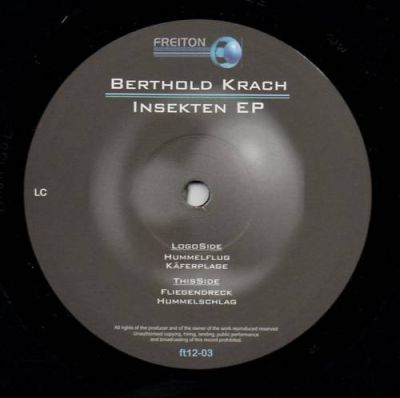 FREITON
BERTHOLD KRACH
INSEKTEN EP
LC
LOGOSIDE
HUMMELFLUG
KÄFERPLAGE
THISSIDE
FLIEGENDRECK
HUMMELSCHLAG
All rights of the producer and of the owner of the work reproduced reserved.
Unauthorised copying, hiring, lending, public performance
and broadcasting of this record prohibited.
ft12-03